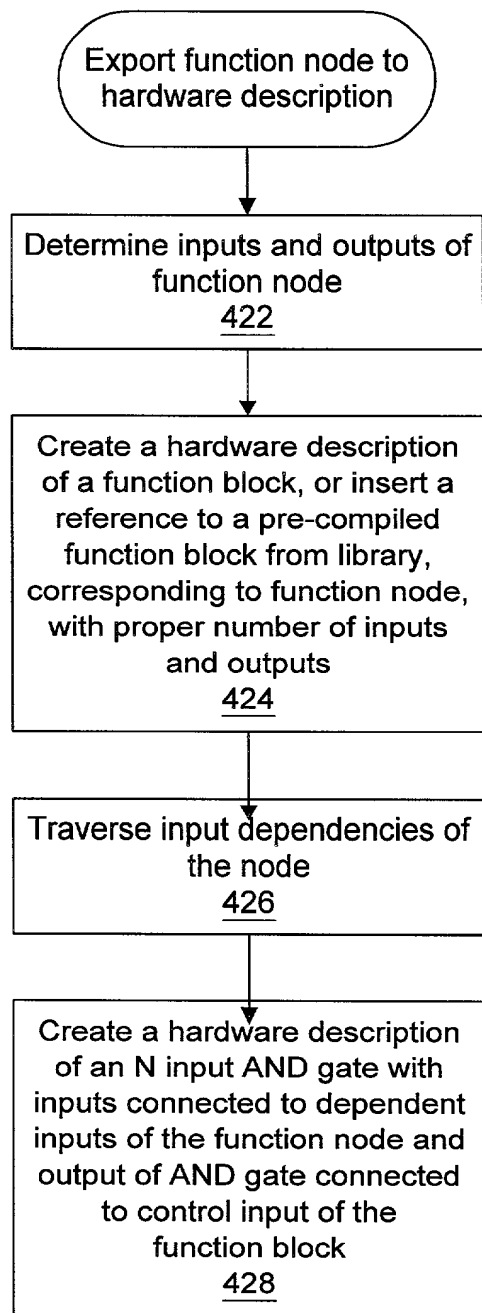 Export function node to
hardware description
Determine inputs and outputs of
function node
422
Create a hardware description
of a function block, or insert a
reference to a pre-compiled
function block from library,
corresponding to function node,
with proper number of inputs
and outputs
424
Traverse input dependencies of
the node
426
Create a hardware description
of an N input AND gate with
inputs connected to dependent
inputs of the function node and
output of AND gate connected
to control input of the
function block
428